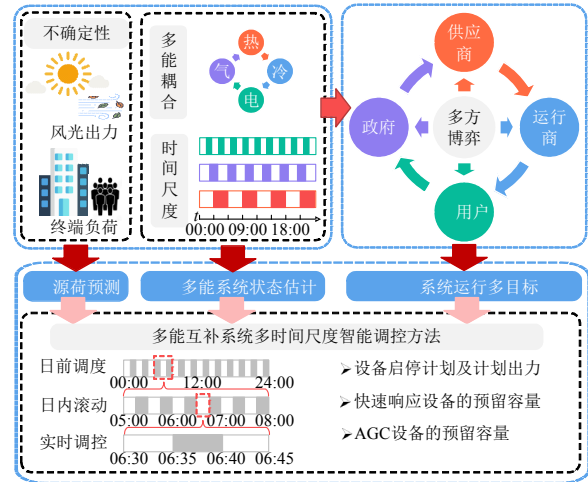 不确定性
风光出力
终端负荷
多能耦合
热
气
冷
电
时间尺度
t
00:00 09:00 18:00
供应商
政府
多方博弈
运行商
用户
源荷预测
多能系统状态估计
系统运行多目标
多能互补系统多时间尺度智能调控方法
日前调度
00:00 12:00 24:00
日内滚动
05:00 06:00 07:00 08:00
实时调控
06:30 06:35 06:40 06:45
➢设备启停计划及计划出力
➢快速响应设备的预留容量
➢AGC设备的预留容量